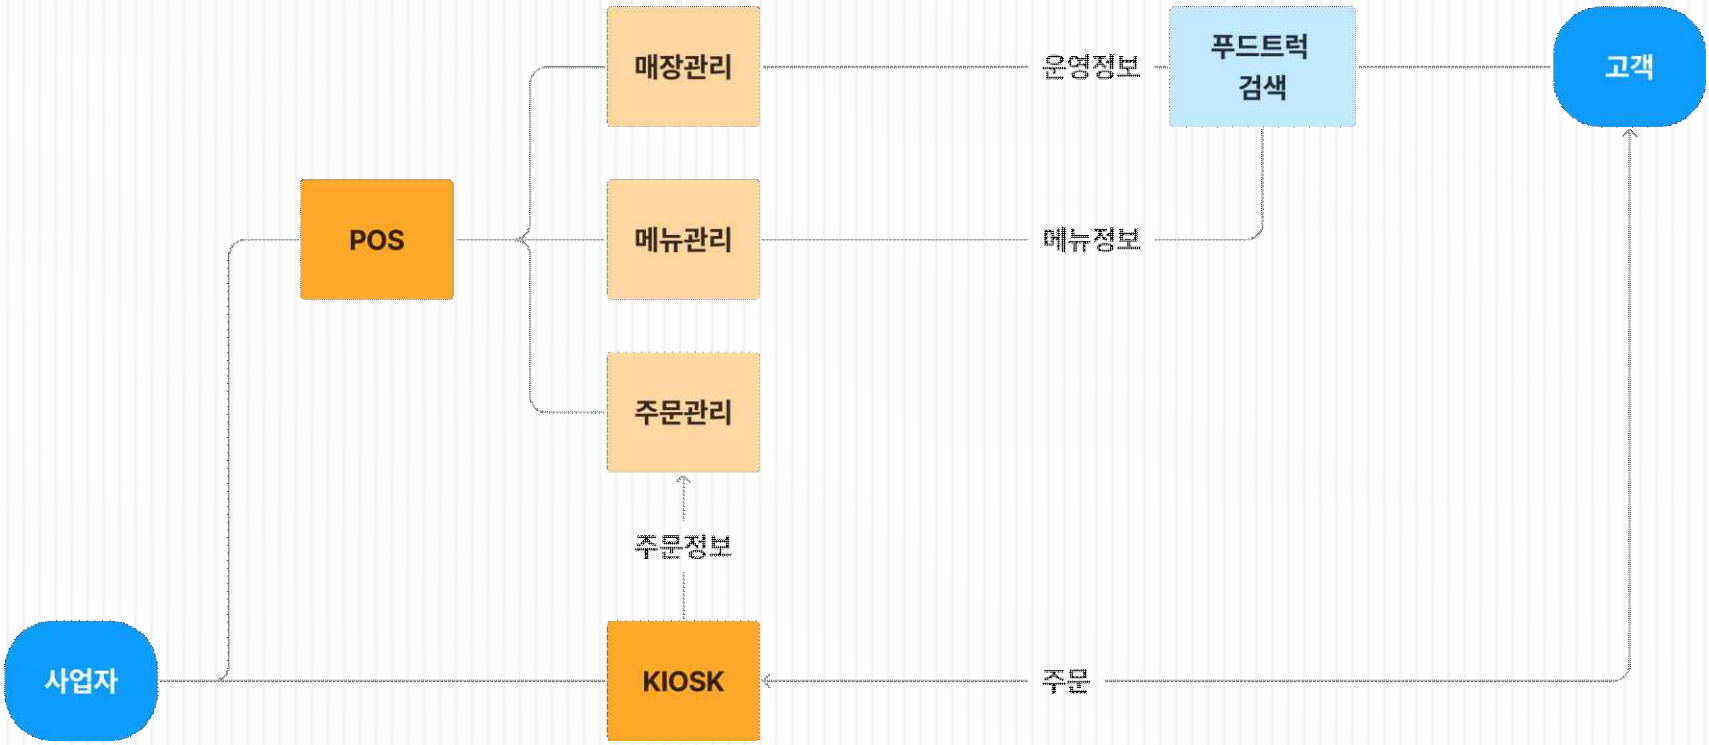 매장관리
운영정보
푸드트럭
검색
고객
POS
메뉴관리
메뉴정보
주문관리
주문정보
사업자
KIOSK
주문